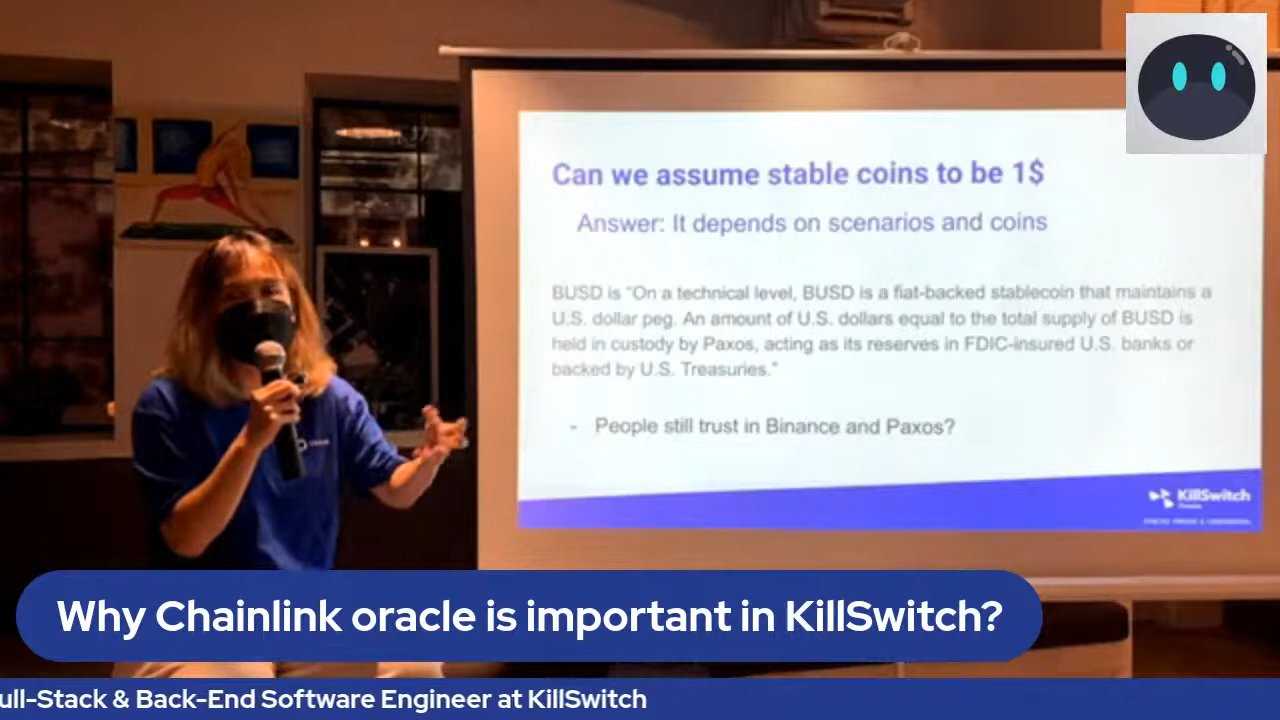 Can we assume stable coins to be 1$
Answer: It depends on scenarios and coins
BUSD is "On a technical level, BUSD is a fiat-backed stablecoin that maintains a
U.S. dollar peg. An amount of U.S. dollars equal to the total supply of BUSD is
held in custody by Paxos, acting as its reserves in FDIC-insured U.S. banks or
backed by U.S. Treasuries."
- People still trust in Binance and Paxos?
KillSwitch
Why Chainlink oracle is important in KillSwitch?
ull-Stack & Back-End Software Engineer at KillSwitch